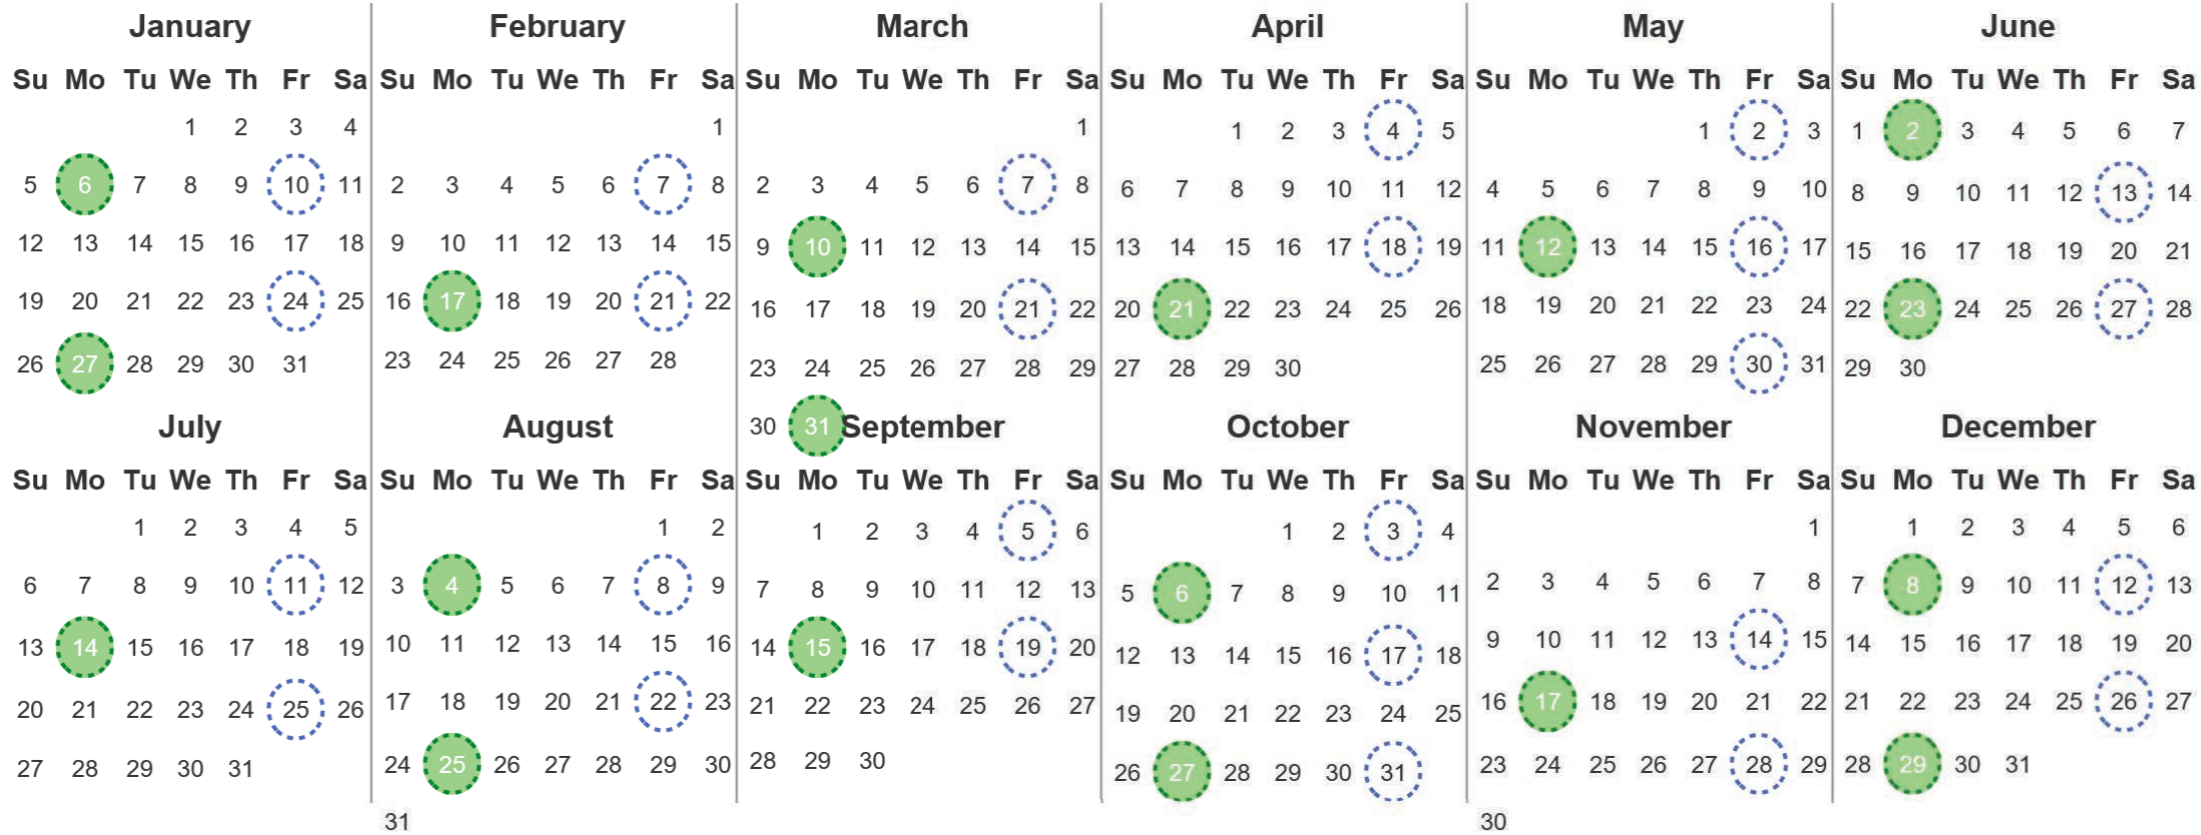 January
Su Mo Tu We Th Fr Sa
1 2 3 4
5 6 7 8 9 10 11
12 13 14 15 16 17 18
19 20 21 22 23 24 25
26 27 28 29 30 31
February
Su Mo Tu We Th Fr Sa
1
2 3 4 5 6 7 8
9 10 11 12 13 14 15
16 17 18 19 20 21 22
23 24 25 26 27 28
March
Su Mo Tu We Th Fr Sa
1
2 3 4 5 6 7 8
9 10 11 12 13 14 15
16 17 18 19 20 21 22
23 24 25 26 27 28 29
30 31
April
Su Mo Tu We Th Fr Sa
1 2 3 4 5
6 7 8 9 10 11 12
13 14 15 16 17 18 19
20 21 22 23 24 25 26
27 28 29 30
May
Su Mo Tu We Th Fr Sa
1 2 3
4 5 6 7 8 9 10
11 12 13 14 15 16 17
18 19 20 21 22 23 24
25 26 27 28 29 30 31
June
Su Mo Tu We Th Fr Sa
1 2 3 4 5 6 7
8 9 10 11 12 13 14
15 16 17 18 19 20 21
22 23 24 25 26 27 28
29 30
July
Su Mo Tu We Th Fr Sa
1 2 3 4 5
6 7 8 9 10 11 12
13 14 15 16 17 18 19
20 21 22 23 24 25 26
27 28 29 30 31
August
Su Mo Tu We Th Fr Sa
1 2
3 4 5 6 7 8 9
10 11 12 13 14 15 16
17 18 19 20 21 22 23
24 25 26 27 28 29 30
31
September
Su Mo Tu We Th Fr Sa
1 2 3 4 5 6
7 8 9 10 11 12 13
14 15 16 17 18 19 20
21 22 23 24 25 26 27
28 29 30
October
Su Mo Tu We Th Fr Sa
1 2 3 4
5 6 7 8 9 10 11
12 13 14 15 16 17 18
19 20 21 22 23 24 25
26 27 28 29 30 31
November
Su Mo Tu We Th Fr Sa
1
2 3 4 5 6 7 8
9 10 11 12 13 14 15
16 17 18 19 20 21 22
23 24 25 26 27 28 29
30
December
Su Mo Tu We Th Fr Sa
1 2 3 4 5 6
7 8 9 10 11 12 13
14 15 16 17 18 19 20
21 22 23 24 25 26 27
28 29 30 31